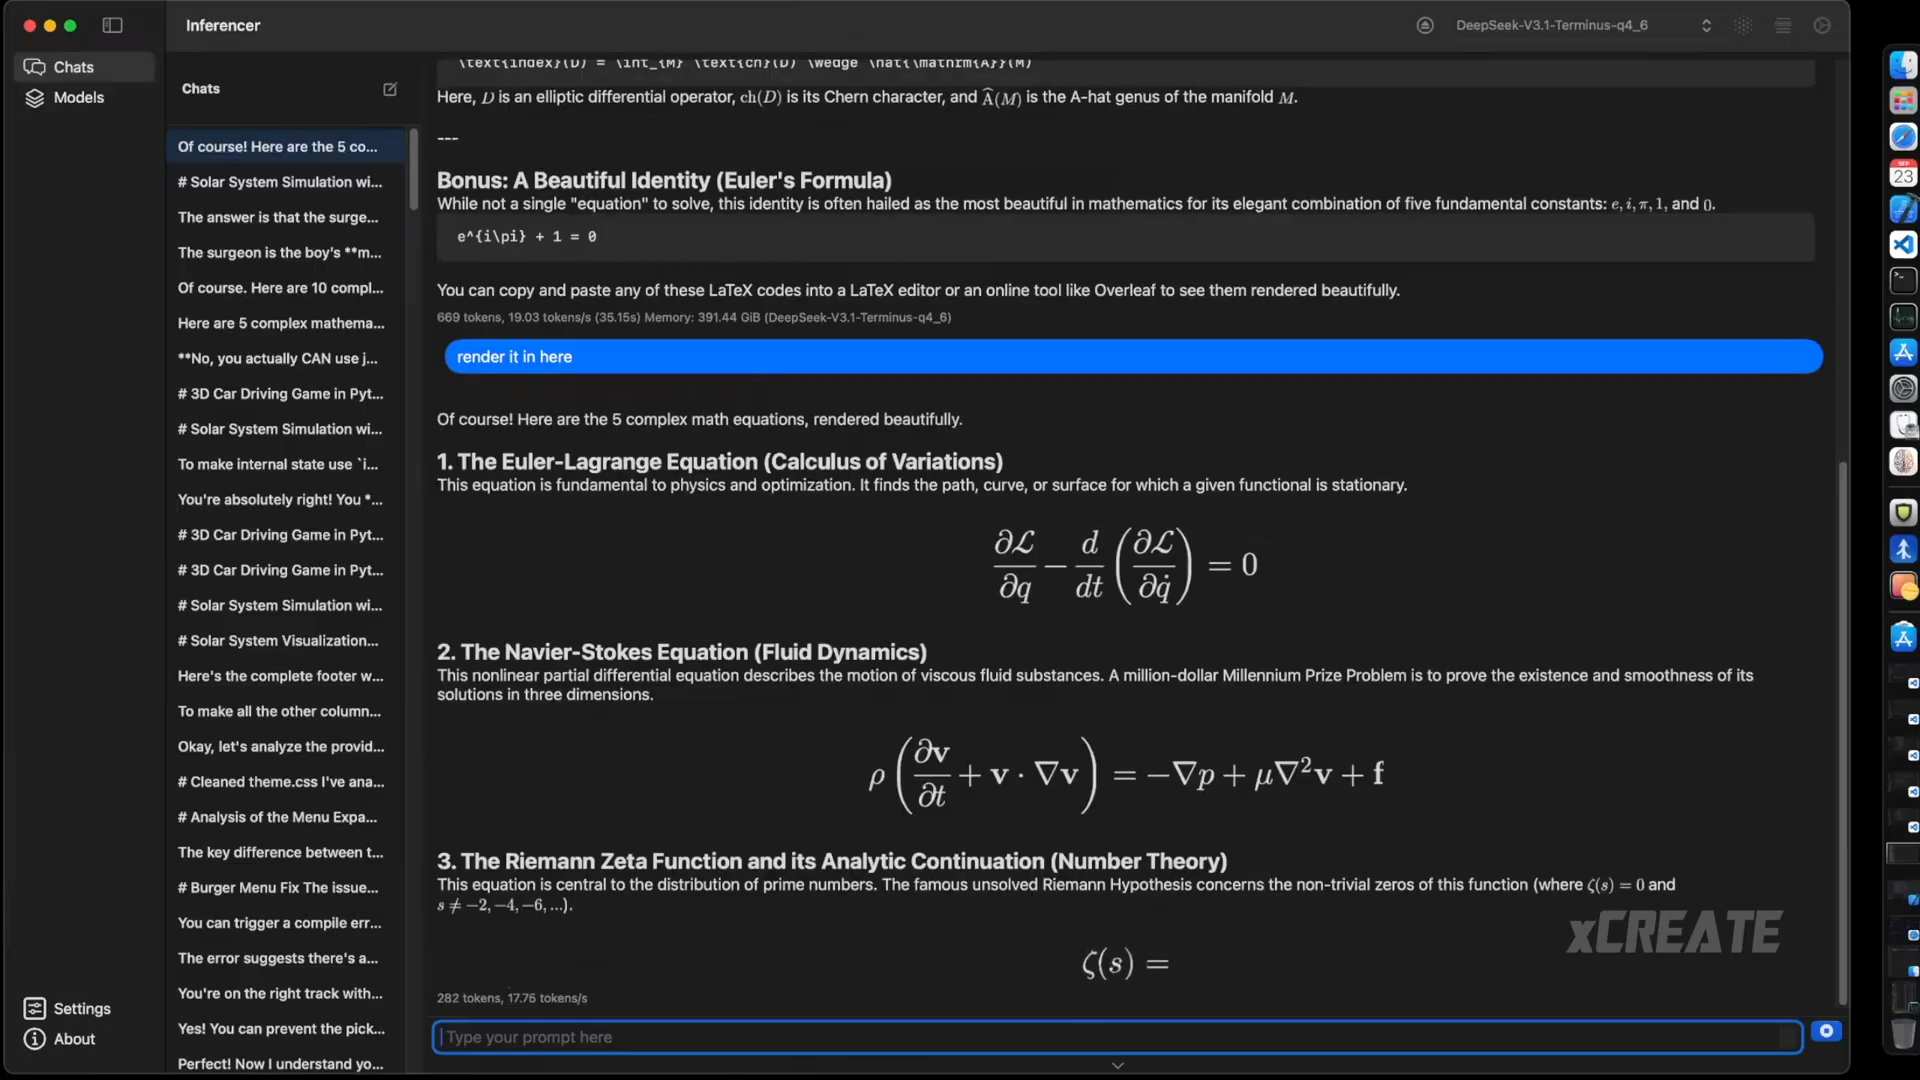 Inferencer
DeepSeek-V3.1-Terminus-q4_6
Chats
Models
Settings
About
Chats
Of course! Here are the 5 co...
# Solar System Simulation wi...
The answer is that the surge...
The surgeon is the boy's **m...
Of course. Here are 10 compl...
Here are 5 complex mathema...
**No, you actually CAN use j...
# 3D Car Driving Game in Pyt...
# Solar System Simulation wi...
To make internal state use `i...
You're absolutely right! You *...
# 3D Car Driving Game in Pyt...
# 3D Car Driving Game in Pyt...
# Solar System Simulation wi...
# Solar System Visualization...
Here's the complete footer w...
To make all the other column...
Okay, let's analyze the provid...
# Cleaned theme.css I've ana...
# Analysis of the Menu Expa...
The key difference between t...
# Burger Menu Fix The issue...
You can trigger a compile err...
The error suggests there's a...
You're on the right track with...
Yes! You can prevent the pick...
Perfect! Now I understand yo...
\text{index}(D) = \int_{M} \text{ch}(D) \wedge \hat{\mathrm{A}}(M)
Here, D is an elliptic differential operator, ch(D) is its Chern character, and Â(M) is the A-hat genus of the manifold M.
---
Bonus: A Beautiful Identity (Euler's Formula)
While not a single "equation" to solve, this identity is often hailed as the most beautiful in mathematics for its elegant combination of five fundamental constants: e, i, π, 1, and 0.
e^{i\pi} + 1 = 0
You can copy and paste any of these LaTeX codes into a LaTeX editor or an online tool like Overleaf to see them rendered beautifully.
669 tokens, 19.03 tokens/s (35.15s) Memory: 391.44 GiB (DeepSeek-V3.1-Terminus-q4_6)
render it in here
Of course! Here are the 5 complex math equations, rendered beautifully.
1. The Euler-Lagrange Equation (Calculus of Variations)
This equation is fundamental to physics and optimization. It finds the path, curve, or surface for which a given functional is stationary.
∂ℒ/∂q − d/dt (∂ℒ/∂q̇) = 0
2. The Navier-Stokes Equation (Fluid Dynamics)
This nonlinear partial differential equation describes the motion of viscous fluid substances. A million-dollar Millennium Prize Problem is to prove the existence and smoothness of its
solutions in three dimensions.
ρ (∂v/∂t + v · ∇v) = −∇p + μ∇²v + f
3. The Riemann Zeta Function and its Analytic Continuation (Number Theory)
This equation is central to the distribution of prime numbers. The famous unsolved Riemann Hypothesis concerns the non-trivial zeros of this function (where ζ(s) = 0 and
s ≠ −2, −4, −6, ...).
ζ(s) =
282 tokens, 17.76 tokens/s
Type your prompt here
xCREATE
SEP
23